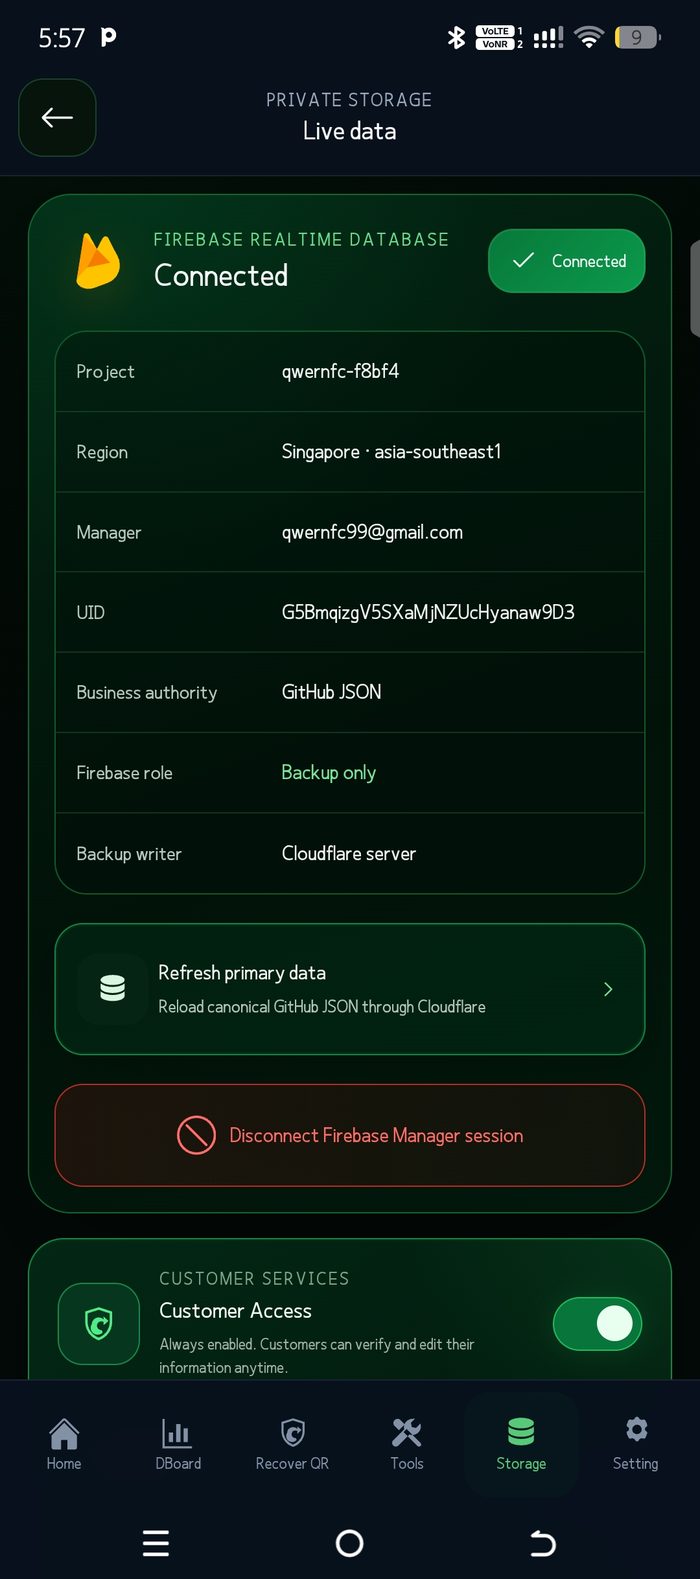 5:57
VoLTE 1
VoNR 2
9
PRIVATE STORAGE
Live data
FIREBASE REALTIME DATABASE
Connected
Connected
Project qwernfc-f8bf4
Region Singapore · asia-southeast1
Manager qwernfc99@gmail.com
UID G5BmqizgV5SXaMjNZUcHyanaw9D3
Business authority GitHub JSON
Firebase role Backup only
Backup writer Cloudflare server
Refresh primary data
Reload canonical GitHub JSON through Cloudflare
Disconnect Firebase Manager session
CUSTOMER SERVICES
Customer Access
Always enabled. Customers can verify and edit their
information anytime.
Home DBoard Recover QR Tools Storage Setting